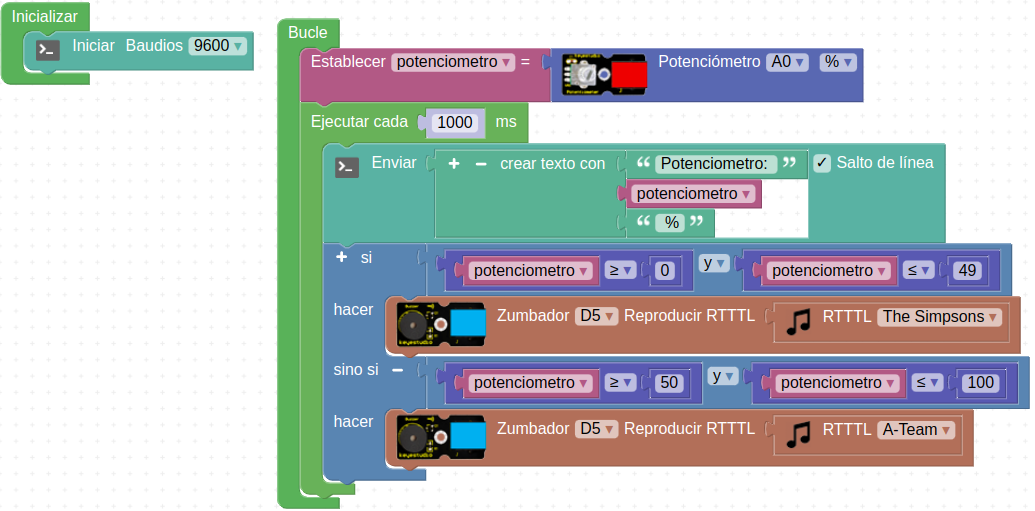 Inicializar
Iniciar Baudios 9600
Bucle
Establecer potenciometro = Potenciómetro A0 %
Ejecutar cada 1000 ms
Enviar + − crear texto con “ Potenciometro: ” ✓ Salto de línea
potenciometro
“ % ”
+ si potenciometro ≥ 0 y potenciometro ≤ 49
hacer Zumbador D5 Reproducir RTTTL RTTTL The Simpsons
sino si − potenciometro ≥ 50 y potenciometro ≤ 100
hacer Zumbador D5 Reproducir RTTTL RTTTL A-Team